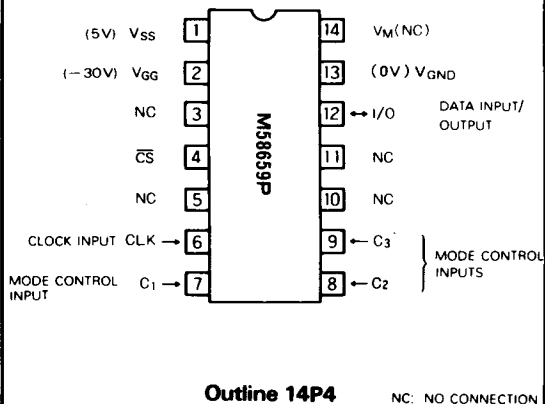 (5V) VSS 1
(−30V) VGG 2
NC 3
CS 4
NC 5
CLOCK INPUT CLK → 6
MODE CONTROL INPUT C1 → 7
M58659P
14 VM(NC)
13 (0V) VGND
12 ↔ I/O DATA INPUT/
OUTPUT
11 NC
10 NC
9 ← C3
8 ← C2
MODE CONTROL
INPUTS
Outline 14P4
NC: NO CONNECTION